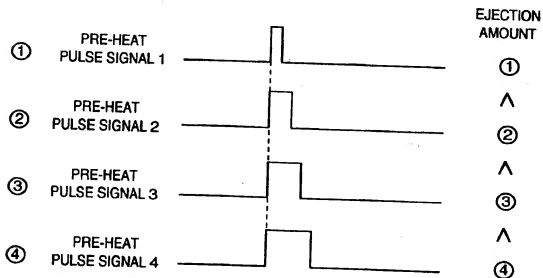 EJECTION
AMOUNT
① PRE-HEAT
PULSE SIGNAL 1
①
∧
② PRE-HEAT
PULSE SIGNAL 2
②
∧
③ PRE-HEAT
PULSE SIGNAL 3
③
∧
④ PRE-HEAT
PULSE SIGNAL 4
④